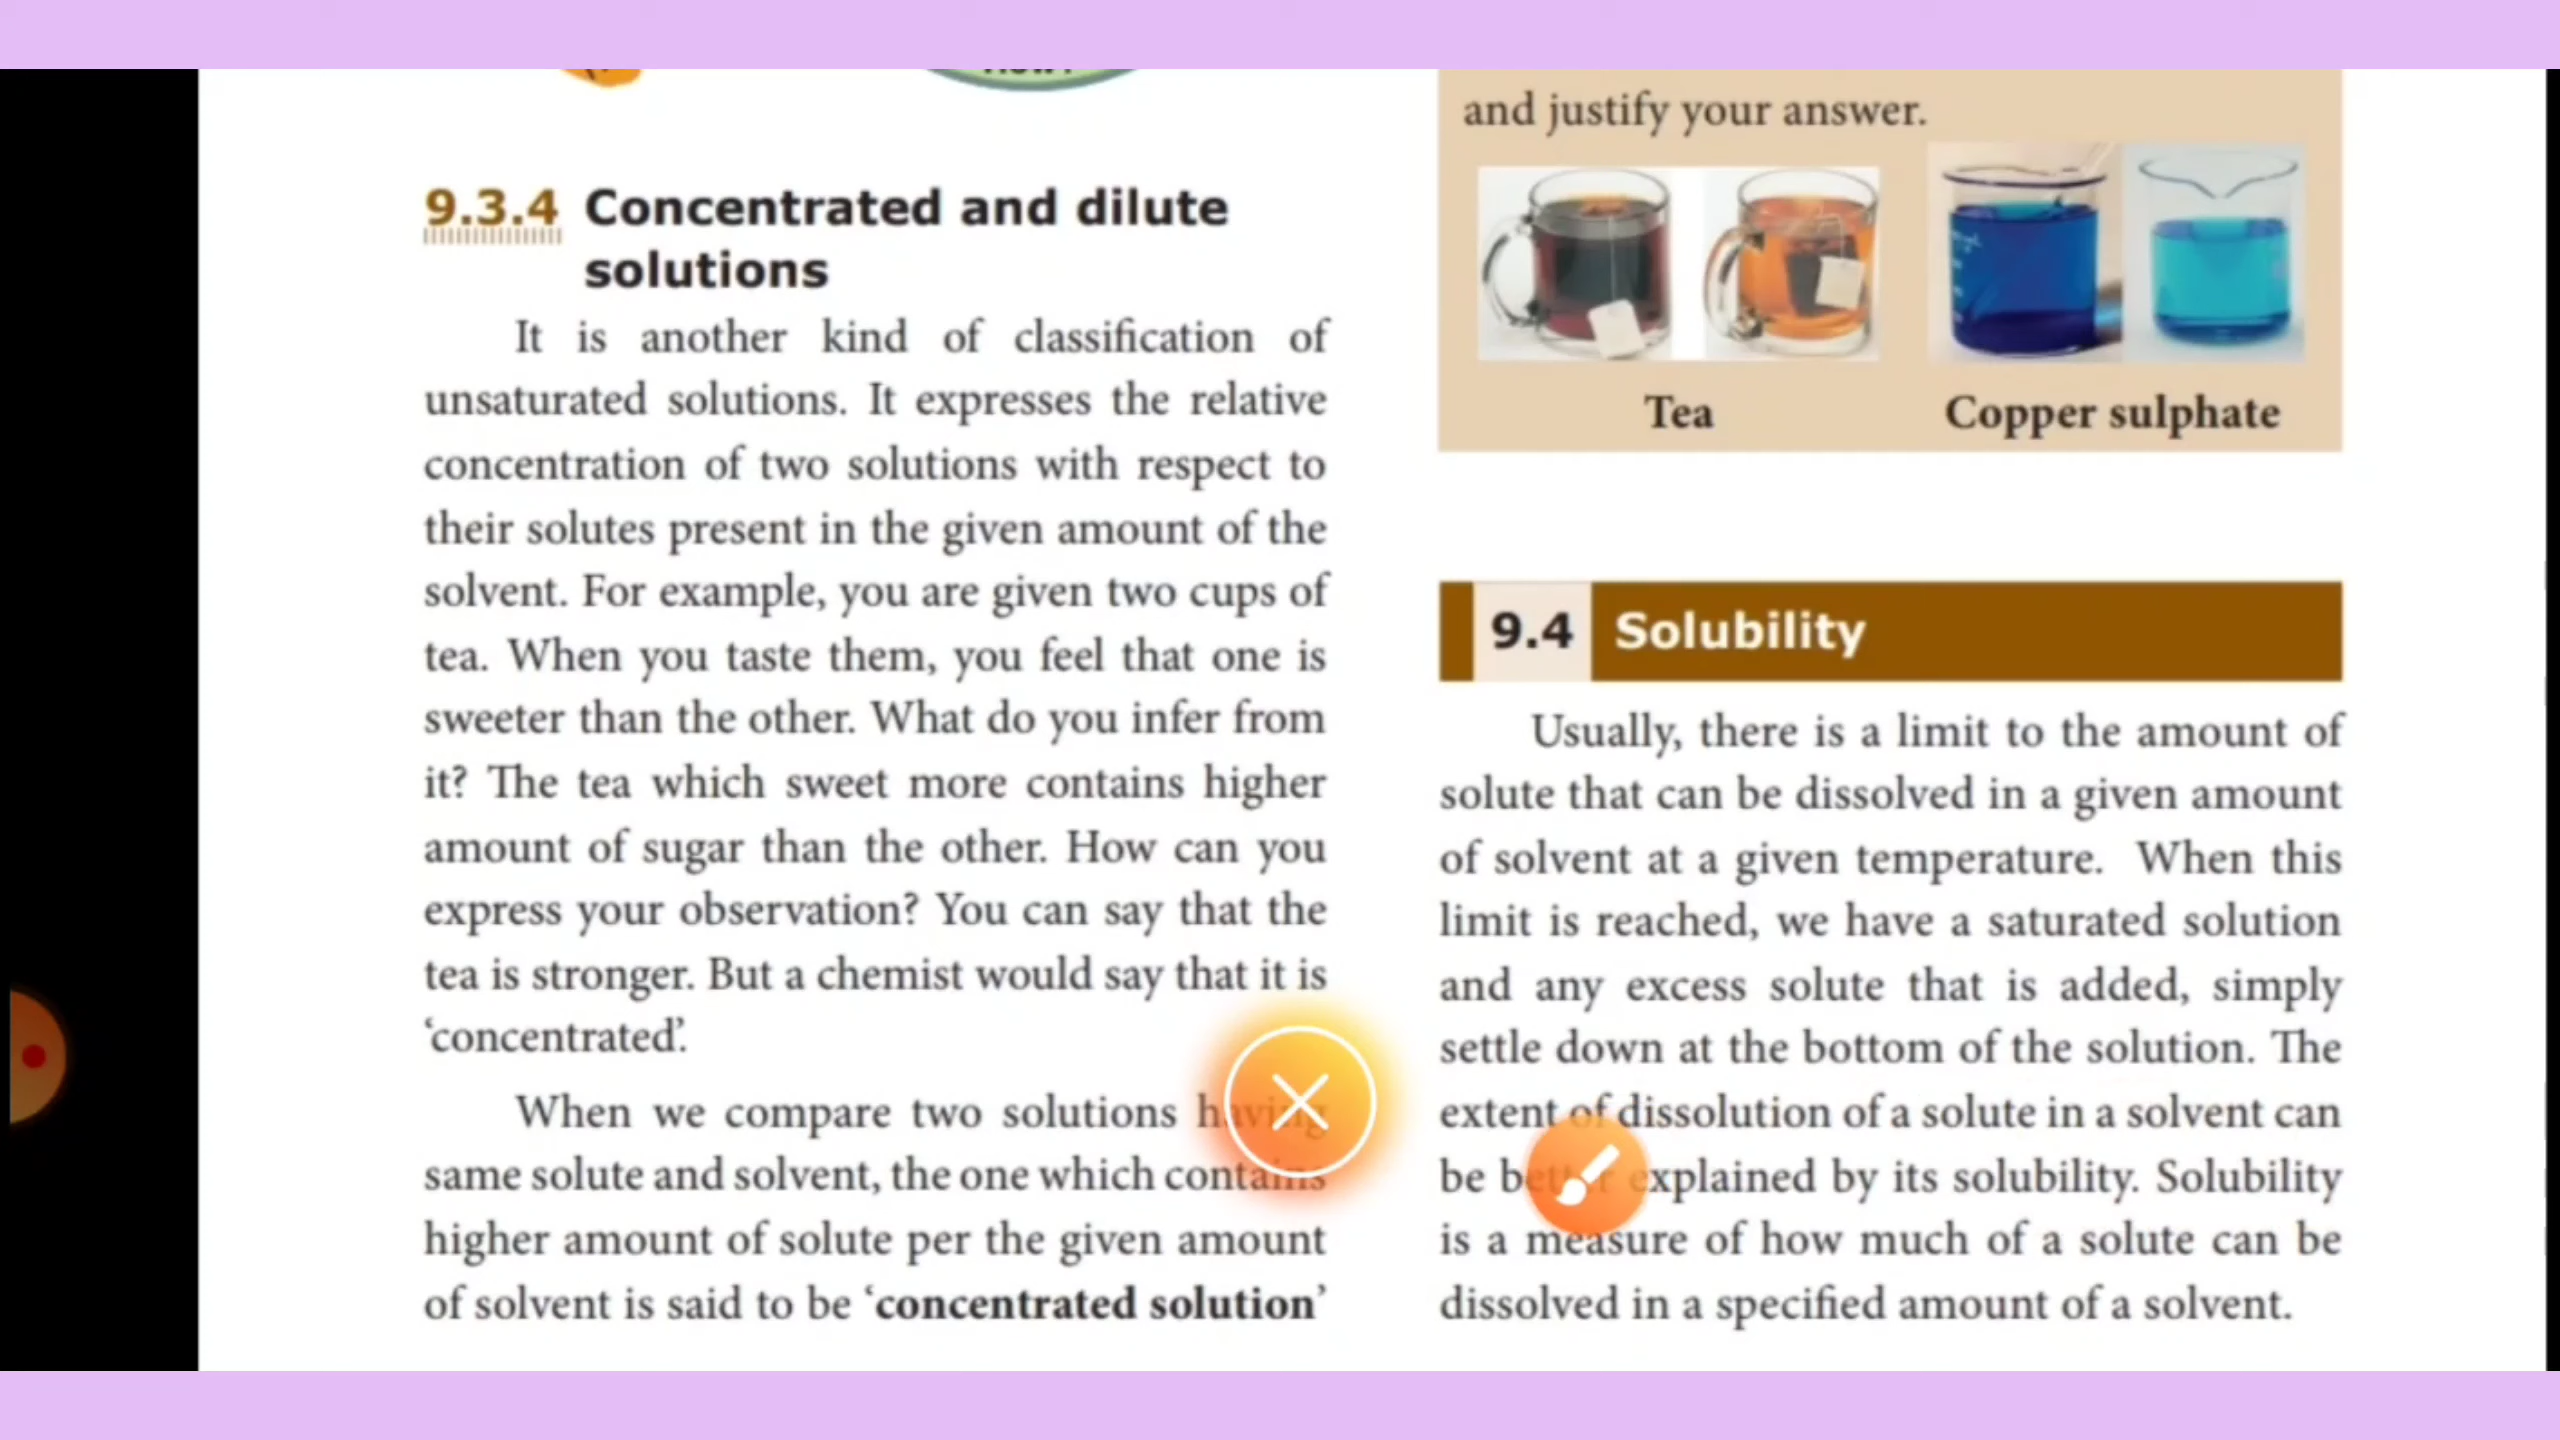 9.3.4 Concentrated and dilute
solutions
It is another kind of classification of
unsaturated solutions. It expresses the relative
concentration of two solutions with respect to
their solutes present in the given amount of the
solvent. For example, you are given two cups of
tea. When you taste them, you feel that one is
sweeter than the other. What do you infer from
it? The tea which sweet more contains higher
amount of sugar than the other. How can you
express your observation? You can say that the
tea is stronger. But a chemist would say that it is
‘concentrated’.
When we compare two solutions having
same solute and solvent, the one which contains
higher amount of solute per the given amount
of solvent is said to be ‘concentrated solution’
and justify your answer.
Tea
Copper sulphate
9.4 Solubility
Usually, there is a limit to the amount of
solute that can be dissolved in a given amount
of solvent at a given temperature. When this
limit is reached, we have a saturated solution
and any excess solute that is added, simply
settle down at the bottom of the solution. The
extent of dissolution of a solute in a solvent can
be better explained by its solubility. Solubility
is a measure of how much of a solute can be
dissolved in a specified amount of a solvent.